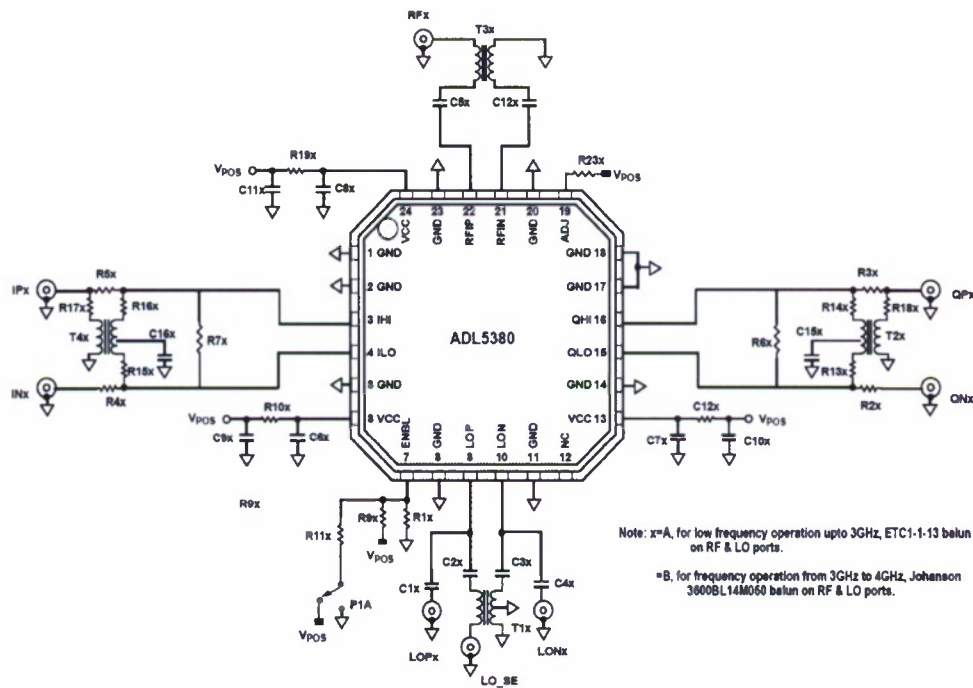 RFx
T3x
C5x
C12x
VPOS
R19x
C11x
C8x
R23x
VPOS
24 23 22 21 20 19
VCC GND RFIP RFIN GND ADJ
1 GND
GND 18
2 GND
GND 17
3 IHI
QHI 16
4 ILO
QLO 15
5 GND
GND 14
6 VCC
VCC 13
ADL5380
IPx
R5x
R17x
R16x
T4x
C16x
R7x
R15x
INx
R4x
R3x
QPx
R14x
R18x
C15x
T2x
R6x
R13x
QNx
R2x
VPOS
R10x
C9x
C6x
C12x
VPOS
C7x
C10x
ENBL GND LOP LON GND NC
7 8 9 10 11 12
R9x
R11x
R9x
R1x
VPOS
P1A
VPOS
C2x
C3x
C1x
C4x
T1x
LOPx
LONx
LO_SE
Note: x=A, for low frequency operation upto 3GHz, ETC1-1-13 balun
on RF & LO ports.
=B, for frequency operation from 3GHz to 4GHz, Johanson
3600BL14M050 balun on RF & LO ports.